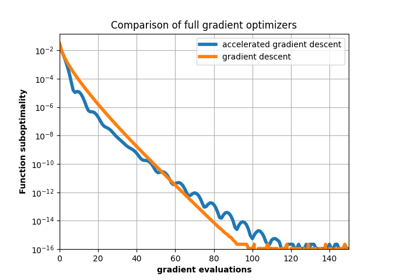 Comparison of full gradient optimizers
accelerated gradient descent
gradient descent
Function suboptimality
10⁻²
10⁻⁴
10⁻⁶
10⁻⁸
10⁻¹⁰
10⁻¹²
10⁻¹⁴
10⁻¹⁶
0 20 40 60 80 100 120 140
gradient evaluations